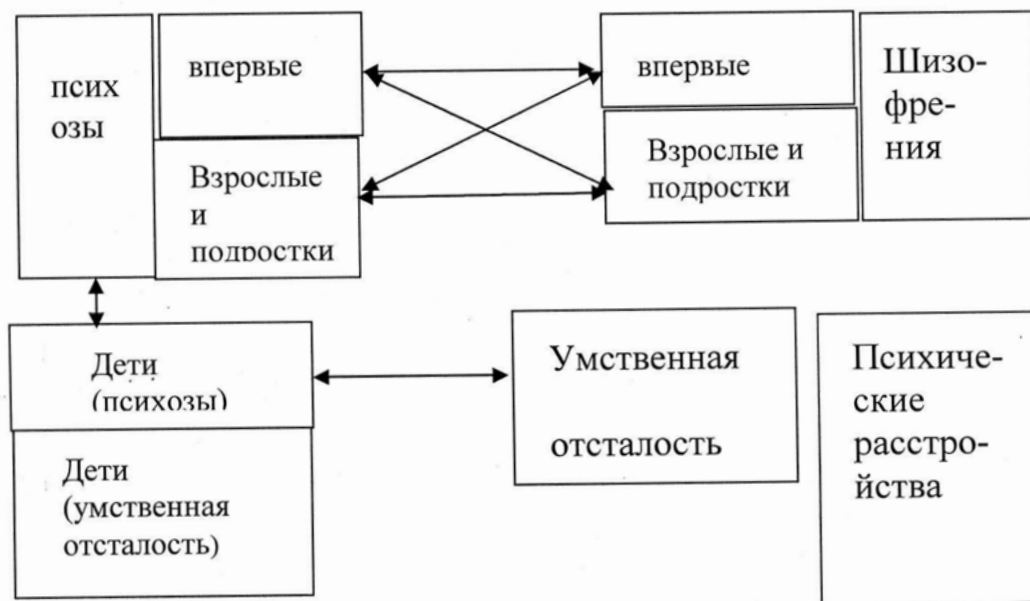 псих
озы
впервые
Взрослые
и
подростки
впервые
Взрослые и
подростки
Шизо-
фре-
ния
Дети
(психозы)
Дети
(умственная
отсталость)
Умственная
отсталость
Психиче-
ские
расстро-
йства